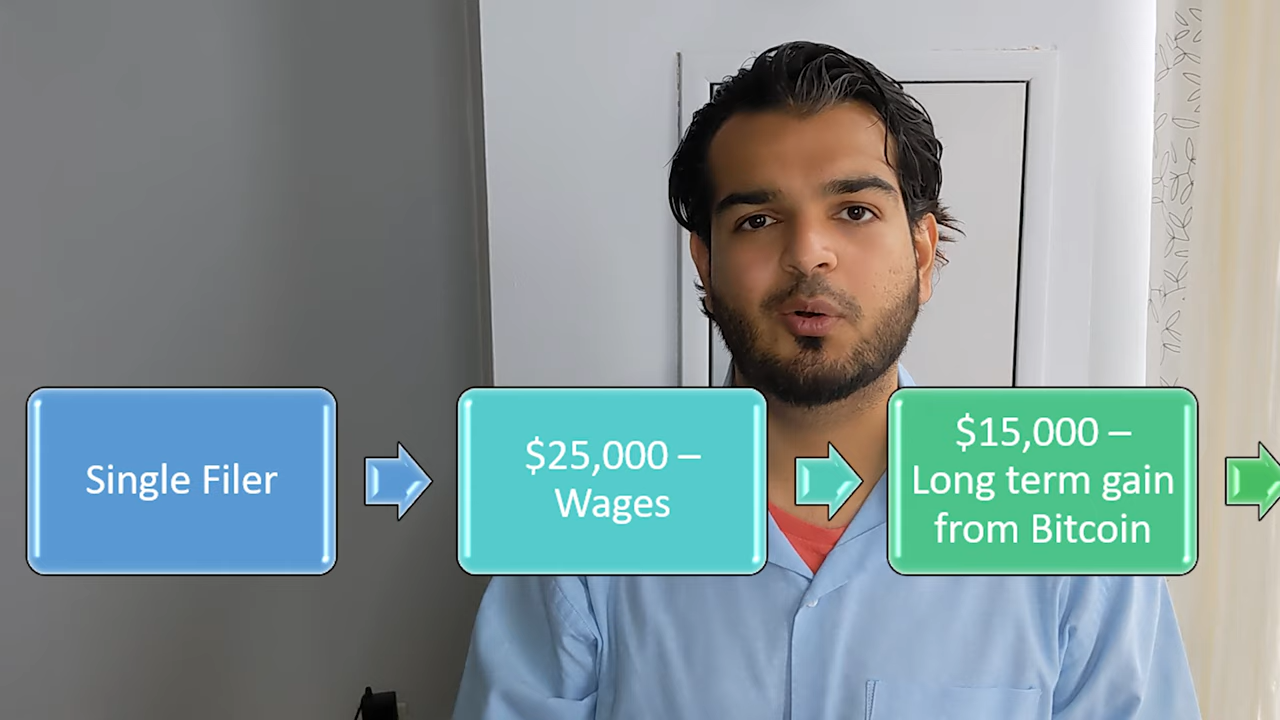 Single Filer
$25,000 –
Wages
$15,000 –
Long term gain
from Bitcoin